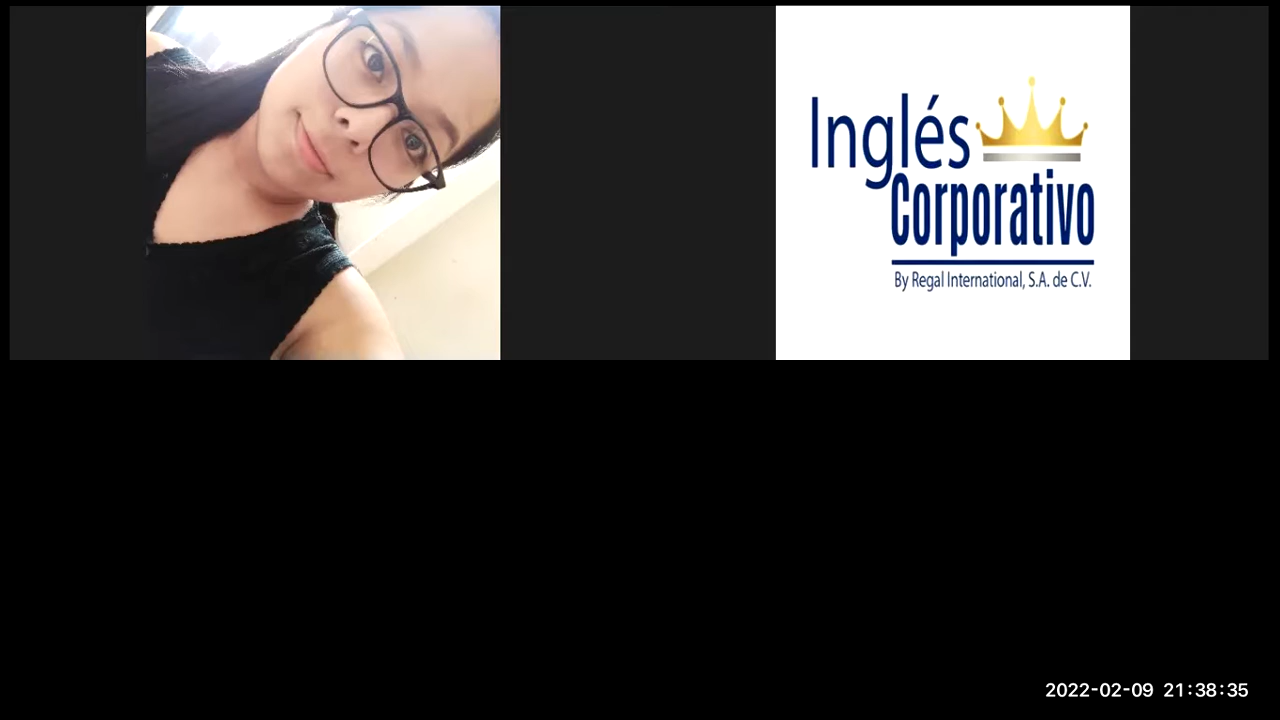 Inglés
Corporativo
By Regal International, S.A. de C.V.
2022-02-09 21:38:35